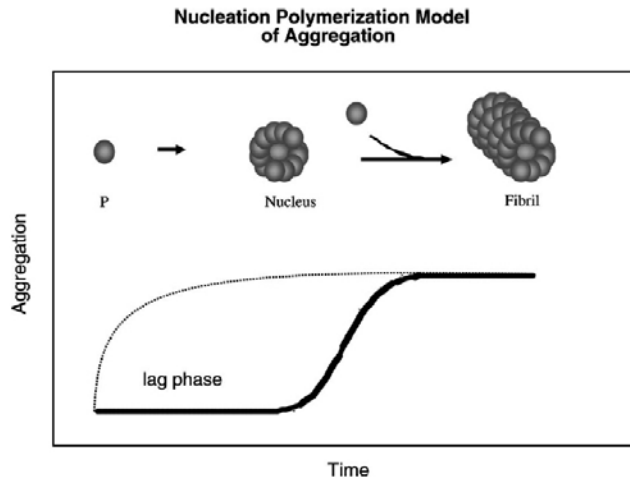 Nucleation Polymerization Model
of Aggregation
P
Nucleus
Fibril
Aggregation
lag phase
Time